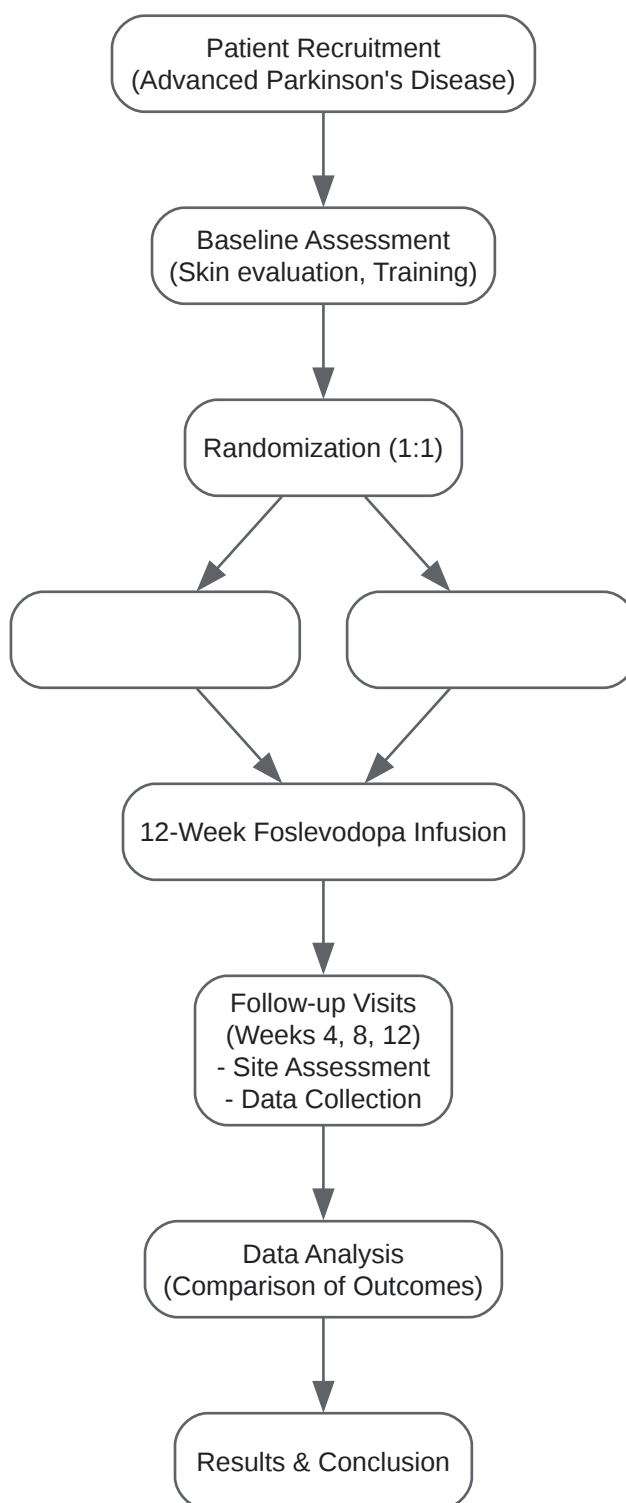 Patient Recruitment
(Advanced Parkinson's Disease)
Baseline Assessment
(Skin evaluation, Training)
Randomization (1:1)
12-Week Foslevodopa Infusion
Follow-up Visits
(Weeks 4, 8, 12)
- Site Assessment
- Data Collection
Data Analysis
(Comparison of Outcomes)
Results & Conclusion